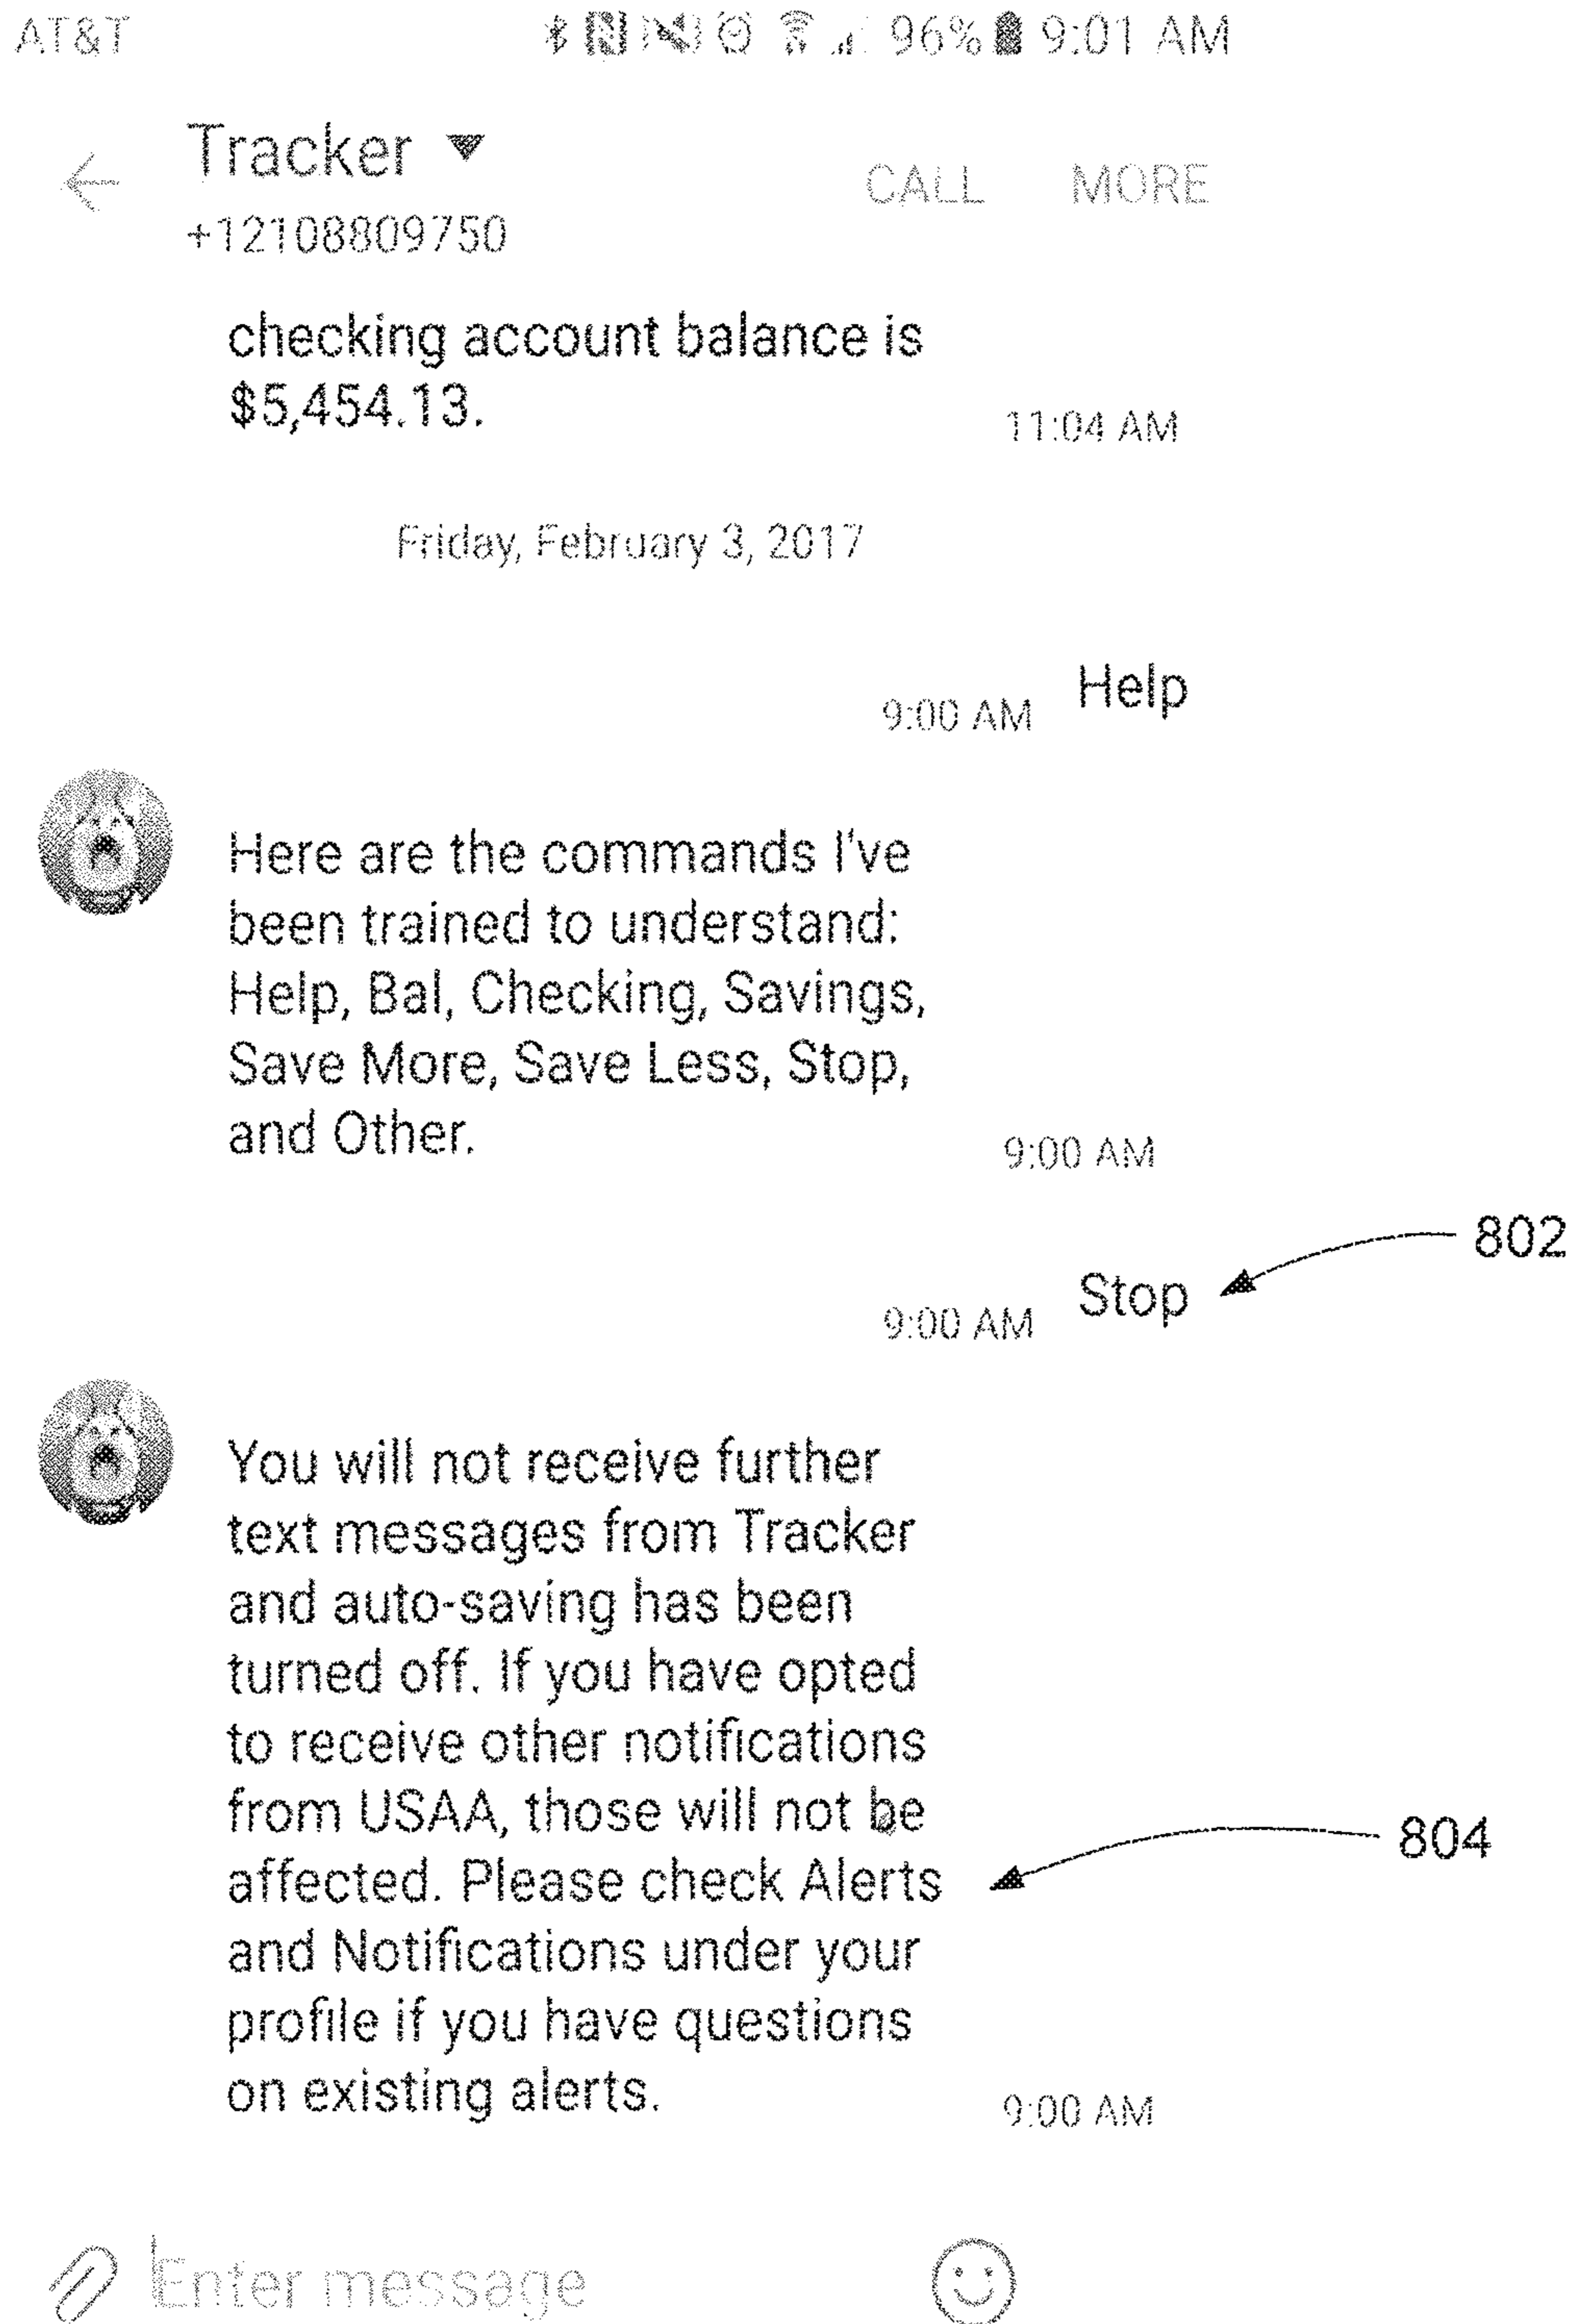 AT&T 96% 9:01 AM
Tracker
CALL MORE
+12108809750
checking account balance is
$5,454.13.
11:04 AM
Friday, February 3, 2017
Help
9:00 AM
Here are the commands I've
been trained to understand:
Help, Bal, Checking, Savings,
Save More, Save Less, Stop,
and Other.
9:00 AM
802
Stop
9:00 AM
You will not receive further
text messages from Tracker
and auto-saving has been
turned off. If you have opted
to receive other notifications
from USAA, those will not be
affected. Please check Alerts
804
and Notifications under your
profile if you have questions
on existing alerts.
9:00 AM
Enter message